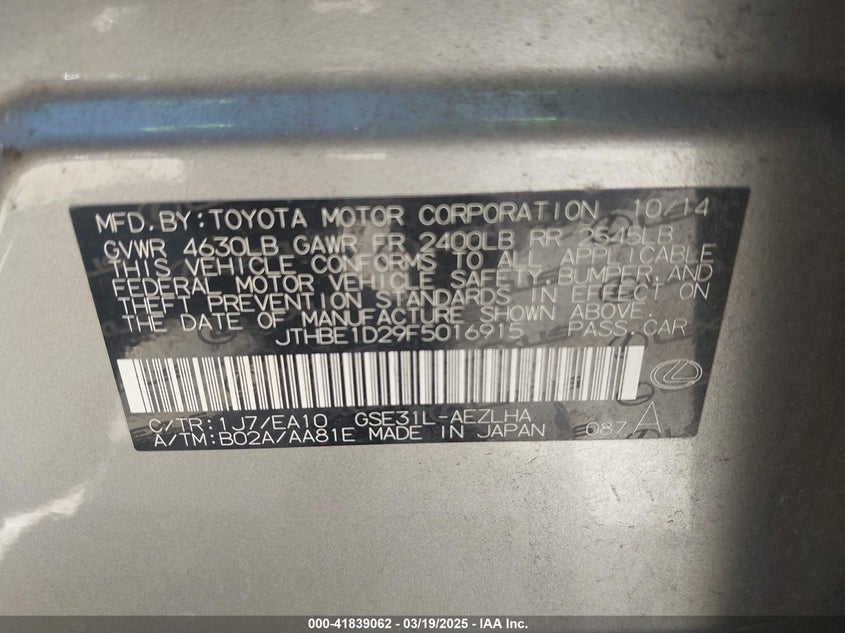 MFD. BY: TOYOTA MOTOR CORPORATION 10/14
GVWR 4630LB GAWR FR 2400LB RR 2545LB
THIS VEHICLE CONFORMS TO ALL APPLICABLE
FEDERAL MOTOR VEHICLE SAFETY, BUMPER, AND
THEFT PREVENTION STANDARDS IN EFFECT ON
THE DATE OF MANUFACTURE SHOWN ABOVE.
JTHBE1D29F5016915 PASS. CAR
C/TR: 1J7/EA10 GSE31L-AEZLHA
A/TM: B02A/AA81E MADE IN JAPAN 087 A
000-41839062 - 03/19/2025 - IAA Inc.